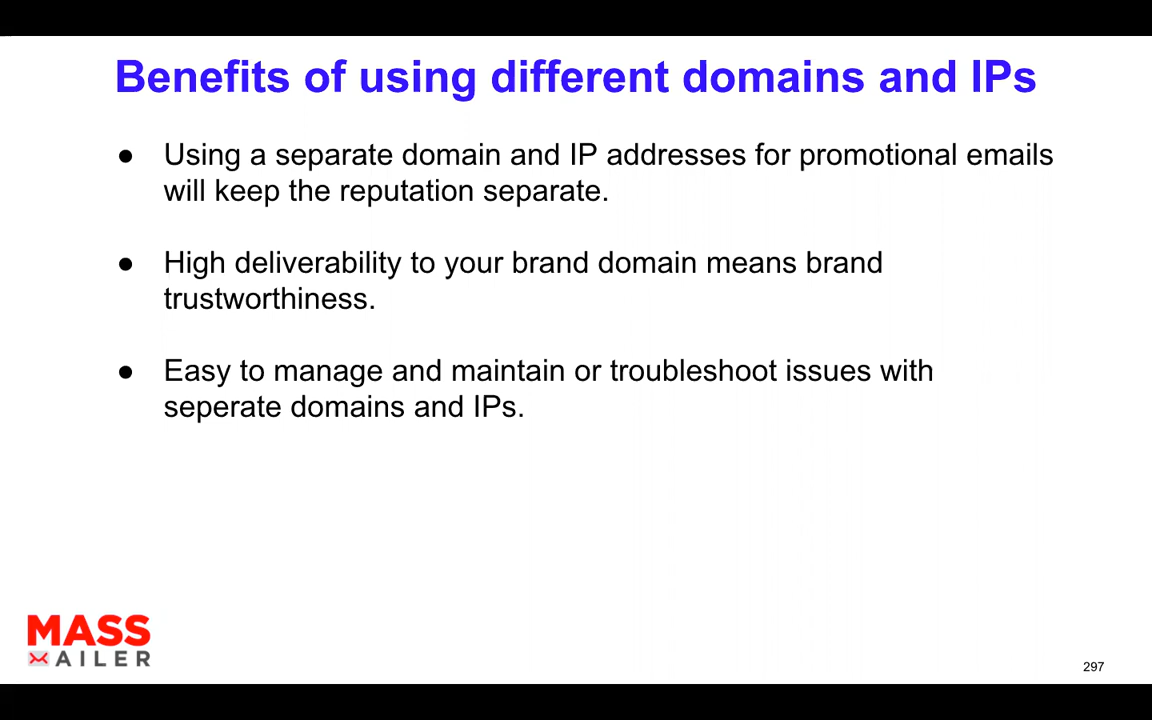 Benefits of using different domains and IPs
● Using a separate domain and IP addresses for promotional emails
will keep the reputation separate.
● High deliverability to your brand domain means brand
trustworthiness.
● Easy to manage and maintain or troubleshoot issues with
seperate domains and IPs.
MASS
AILER
297